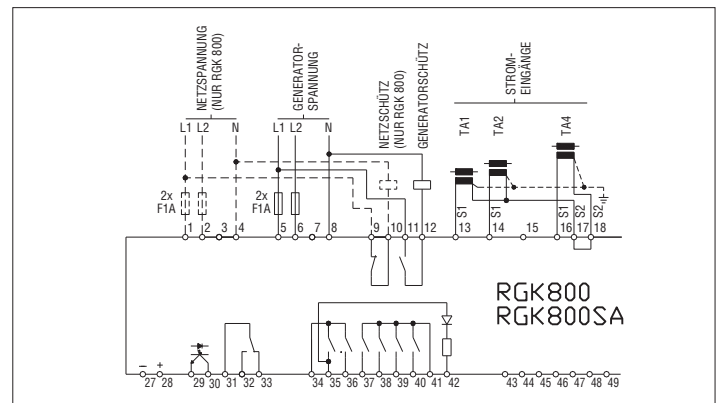 NETZSPANNUNG
(NUR RGK 800)
GENERATOR-
SPANNUNG
NETZSCHÜTZ
(NUR RGK 800)
GENERATORSCHÜTZ
STROM-
EINGÄNGE
L1 L2 N
L1 L2 N
TA1
TA2
TA4
2x
F1A
2x
F1A
S1
S1
S1
S2
S2
1 2 3 4 5 6 7 8 9 10 11 12 13 14 15 16 17 18
RGK800
RGK800SA
– +
27 28 29 30 31 32 33 34 35 36 37 38 39 40 41 42 43 44 45 46 47 48 49